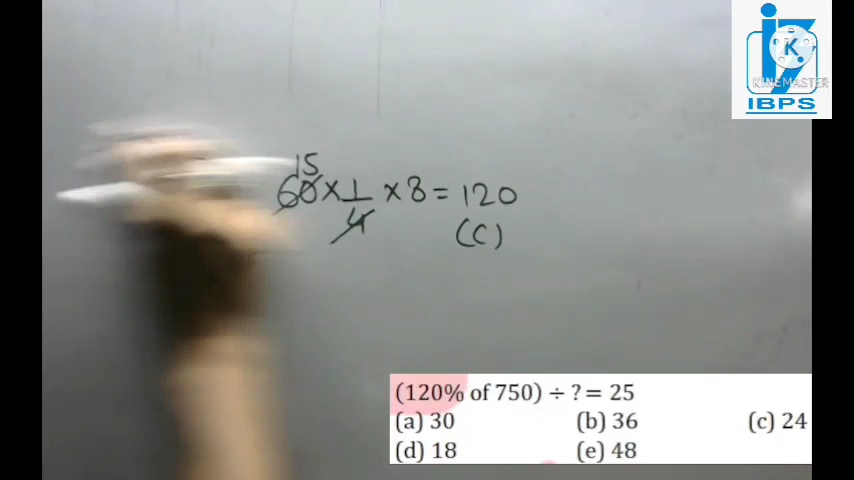 K
KINEMASTER
IBPS
15
60 × 1/4 × 8 = 120
(C)
(120% of 750) ÷ ? = 25
(a) 30 (b) 36 (c) 24
(d) 18 (e) 48